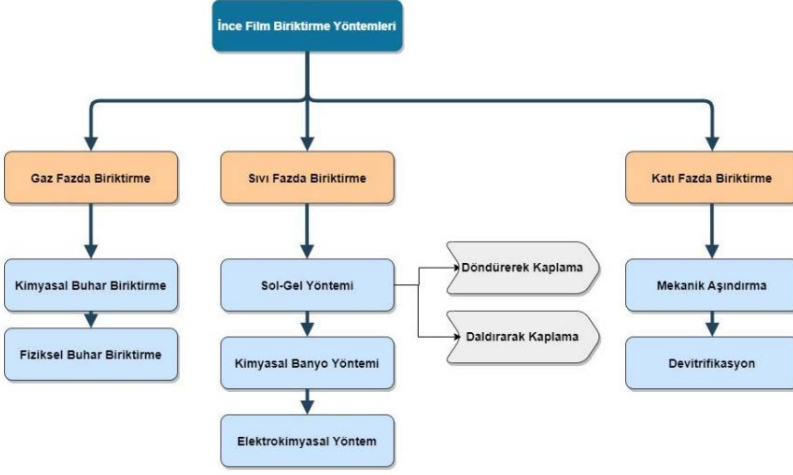 İnce Film Biriktirme Yöntemleri
Gaz Fazda Biriktirme
Sıvı Fazda Biriktirme
Katı Fazda Biriktirme
Kimyasal Buhar Biriktirme
Sol-Gel Yöntemi
Döndürerek Kaplama
Mekanik Aşındırma
Fiziksel Buhar Biriktirme
Kimyasal Banyo Yöntemi
Daldırarak Kaplama
Devitrifikasyon
Elektrokimyasal Yöntem